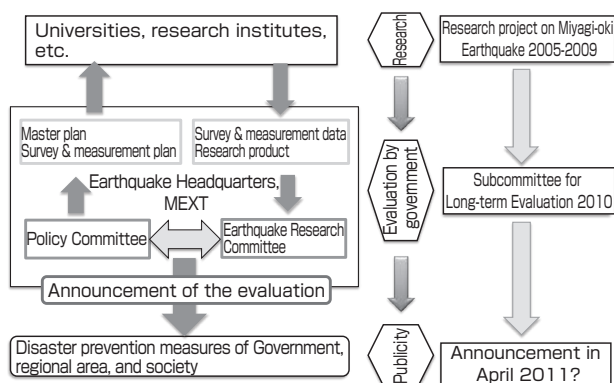 Universities, research institutes,
etc.
Master plan
Survey & measurement plan
Survey & measurement data
Research product
Earthquake Headquarters,
MEXT
Policy Committee
Earthquake Research
Committee
Announcement of the evaluation
Disaster prevention measures of Government,
regional area, and society
Research
Evaluation by
government
Publicity
Research project on Miyagi-oki
Earthquake 2005-2009
Subcommittee for
Long-term Evaluation 2010
Announcement in
April 2011?